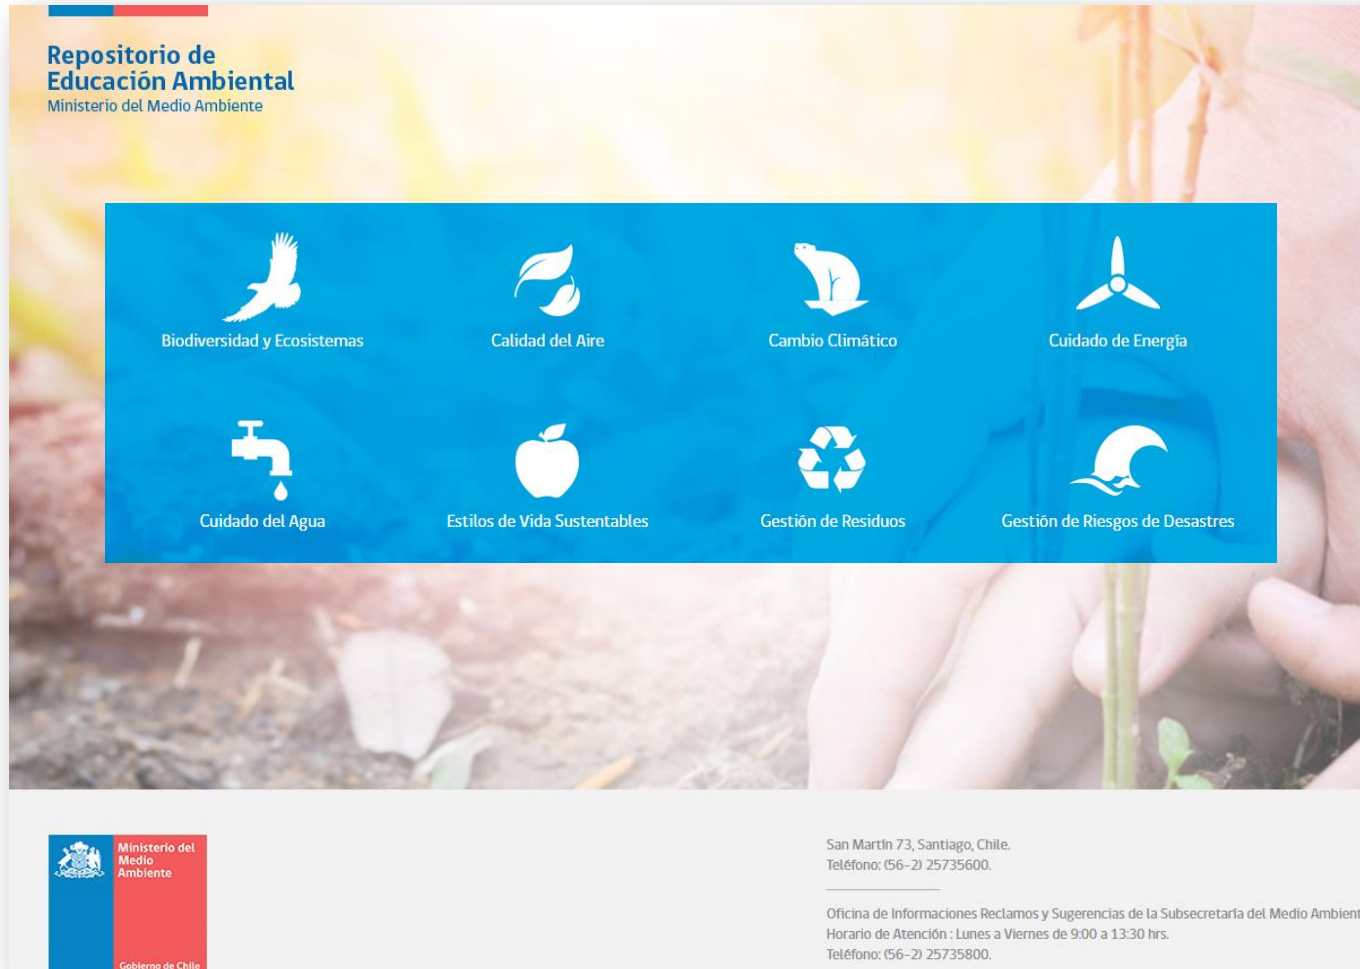 Repositorio de
Educación Ambiental
Ministerio del Medio Ambiente
Biodiversidad y Ecosistemas
Calidad del Aire
Cambio Climático
Cuidado de Energía
Cuidado del Agua
Estilos de Vida Sustentables
Gestión de Residuos
Gestión de Riesgos de Desastres
Ministerio del
Medio
Ambiente
Gobierno de Chile
San Martín 73, Santiago, Chile.
Teléfono: (56-2) 25735600.
Oficina de Informaciones Reclamos y Sugerencias de la Subsecretaría del Medio Ambient
Horario de Atención : Lunes a Viernes de 9:00 a 13:30 hrs.
Teléfono: (56-2) 25735800.